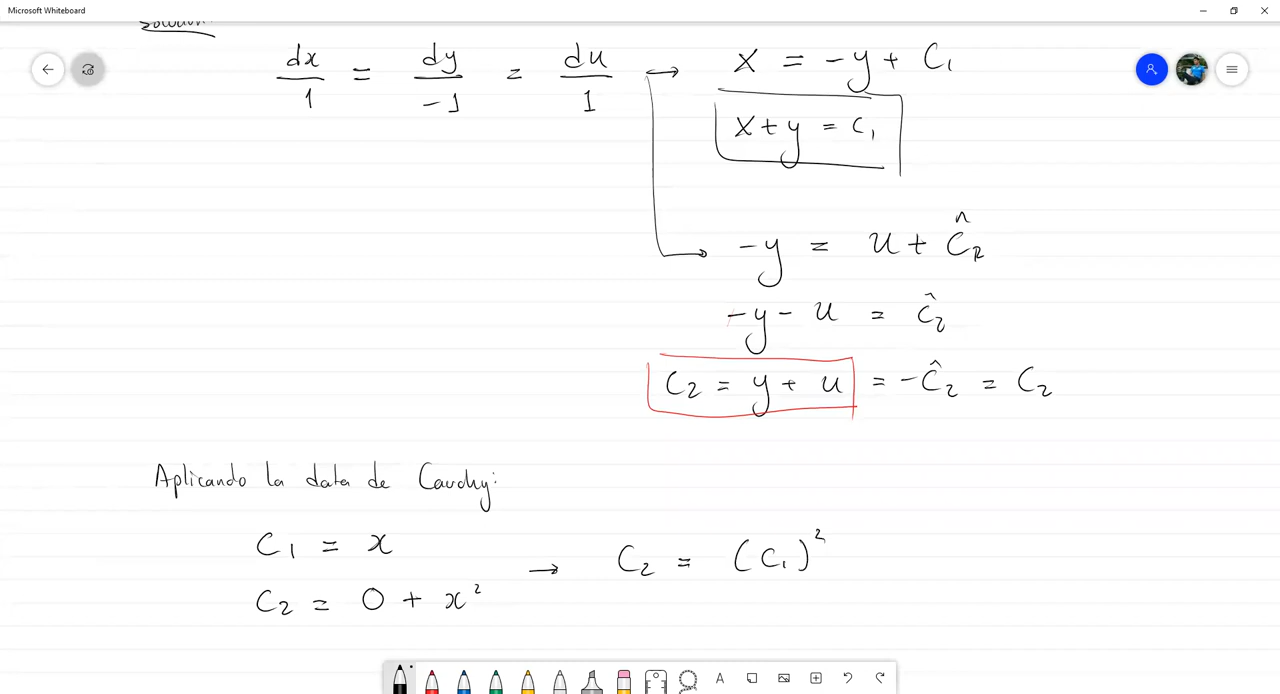 Microsoft Whiteboard
Solución:
dx/1 = dy/-1 = du/1 → x = -y + C₁
x + y = C₁
-y = u + Ĉ₂
-y - u = Ĉ₂
C₂ = y + u = -Ĉ₂ = C₂
Aplicando la data de Cauchy:
C₁ = x
C₂ = 0 + x² → C₂ = (C₁)²
A